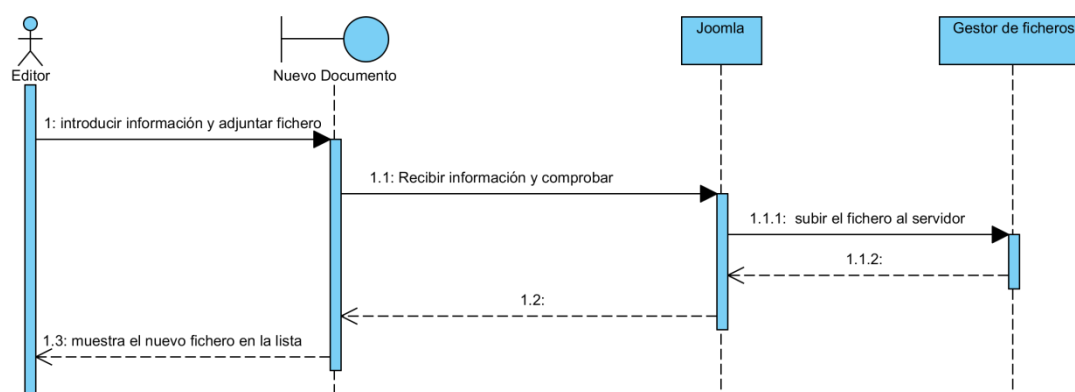 Joomla
Gestor de ficheros
Editor
Nuevo Documento
1: introducir información y adjuntar fichero
1.1: Recibir información y comprobar
1.1.1:  subir el fichero al servidor
1.1.2:
1.2:
1.3: muestra el nuevo fichero en la lista